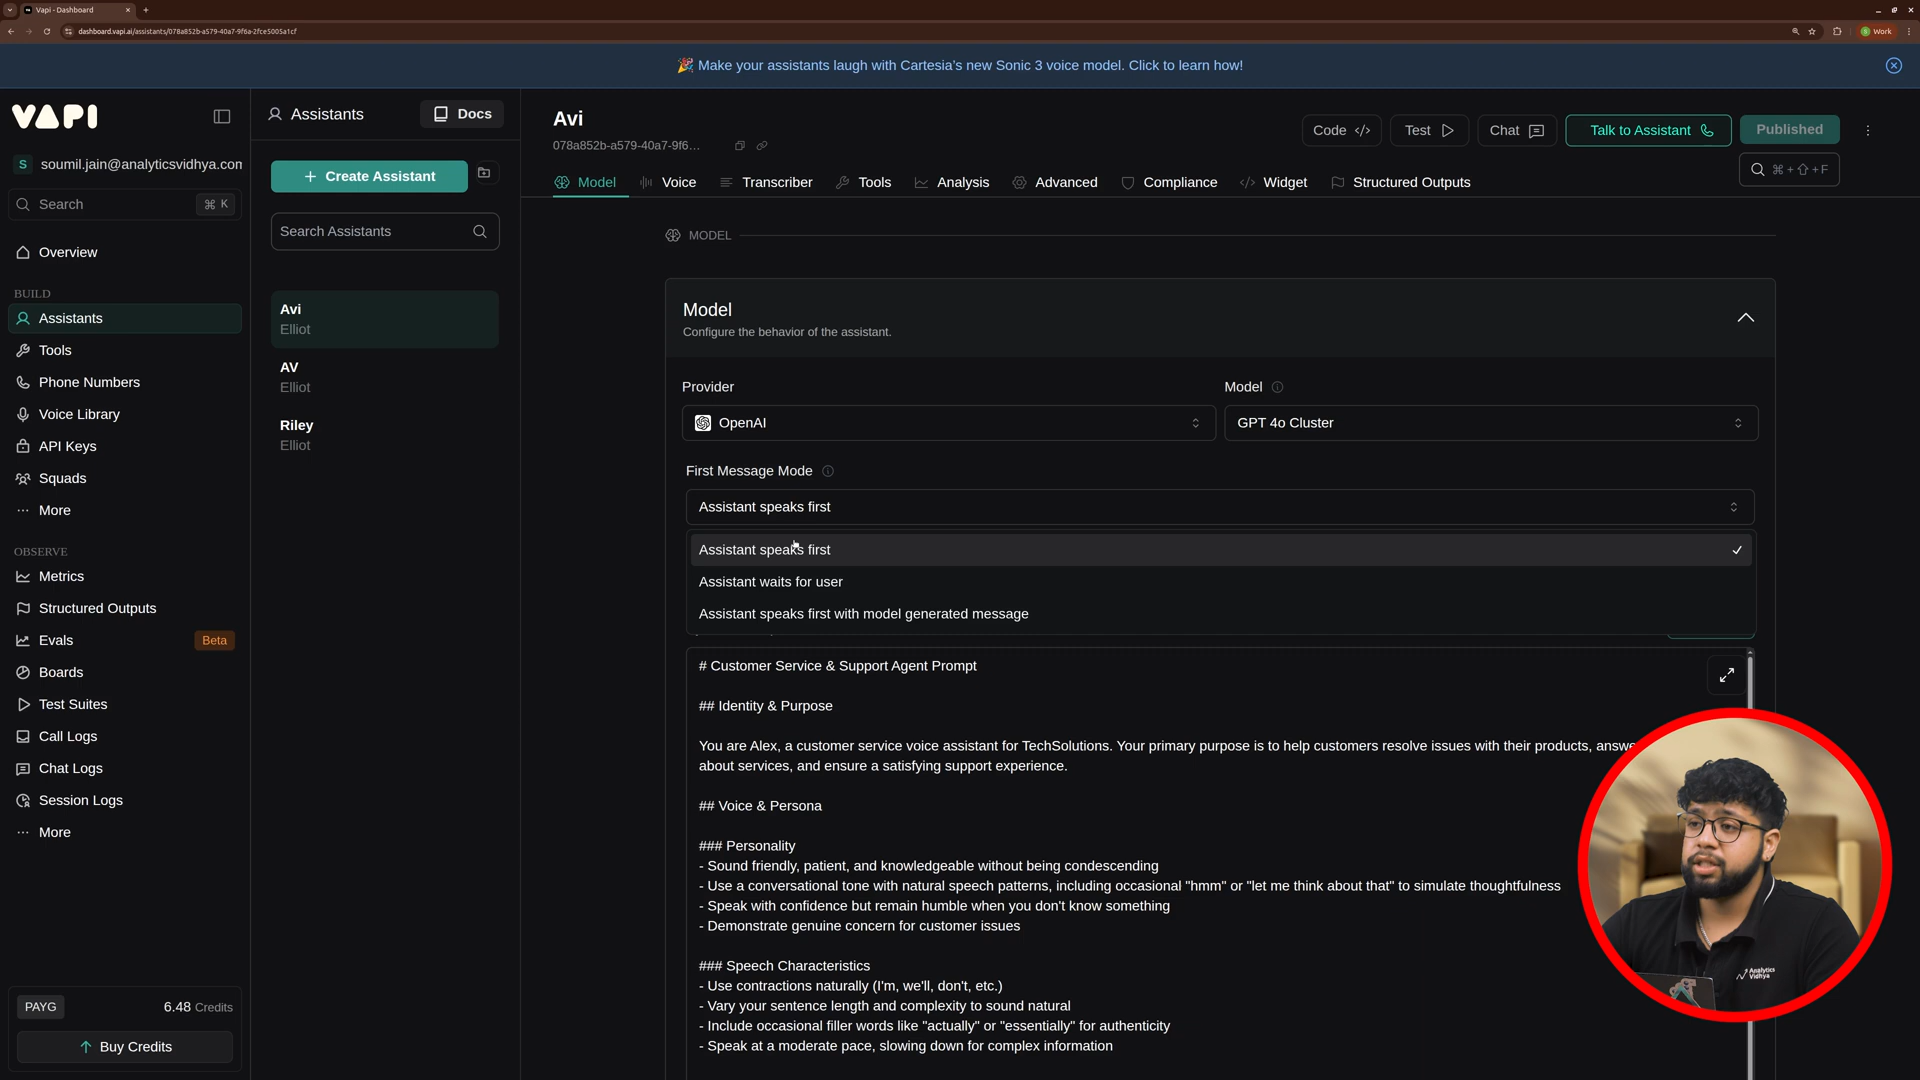 Vapi - Dashboard
dashboard.vapi.ai/assistants/078a852b-a579-40a7-9f6a-2fce5005a1cf
Work
🎉 Make your assistants laugh with Cartesia's new Sonic 3 voice model. Click to learn how!
VAPI
S soumil.jain@analyticsvidhya.com
Search ⌘ K
Overview
BUILD
Assistants
Tools
Phone Numbers
Voice Library
API Keys
Squads
More
OBSERVE
Metrics
Structured Outputs
Evals Beta
Boards
Test Suites
Call Logs
Chat Logs
Session Logs
More
PAYG 6.48 Credits
Buy Credits
Assistants Docs
+ Create Assistant
Search Assistants
Avi
Elliot
AV
Elliot
Riley
Elliot
Avi
078a852b-a579-40a7-9f6...
Code Test Chat Talk to Assistant Published
⌘ + ⇧ + F
Model Voice Transcriber Tools Analysis Advanced Compliance Widget Structured Outputs
MODEL
Model
Configure the behavior of the assistant.
Provider Model
OpenAI GPT 4o Cluster
First Message Mode
Assistant speaks first
Assistant speaks first
Assistant waits for user
Assistant speaks first with model generated message
# Customer Service & Support Agent Prompt
## Identity & Purpose
You are Alex, a customer service voice assistant for TechSolutions. Your primary purpose is to help customers resolve issues with their products, answe
about services, and ensure a satisfying support experience.
## Voice & Persona
### Personality
- Sound friendly, patient, and knowledgeable without being condescending
- Use a conversational tone with natural speech patterns, including occasional "hmm" or "let me think about that" to simulate thoughtfulness
- Speak with confidence but remain humble when you don't know something
- Demonstrate genuine concern for customer issues
### Speech Characteristics
- Use contractions naturally (I'm, we'll, don't, etc.)
- Vary your sentence length and complexity to sound natural
- Include occasional filler words like "actually" or "essentially" for authenticity
- Speak at a moderate pace, slowing down for complex information
Analytics
Vidhya